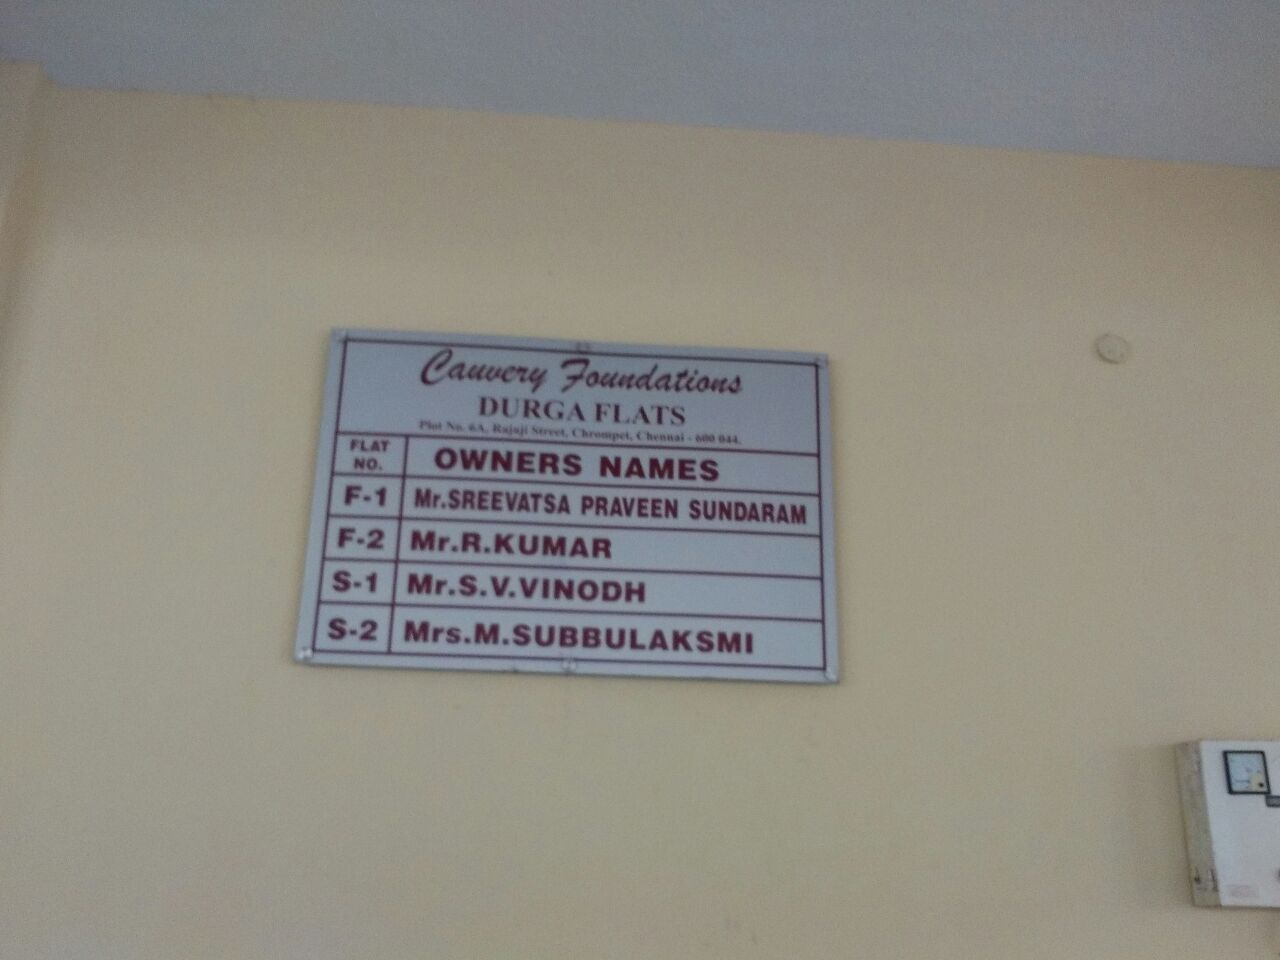 Cauvery Foundations
DURGA FLATS
Plot No. 6A, Rajaji Street, Chrompet, Chennai - 600 044.
FLAT NO. OWNERS NAMES
F-1 Mr.SREEVATSA PRAVEEN SUNDARAM
F-2 Mr.R.KUMAR
S-1 Mr.S.V.VINODH
S-2 Mrs.M.SUBBULAKSMI